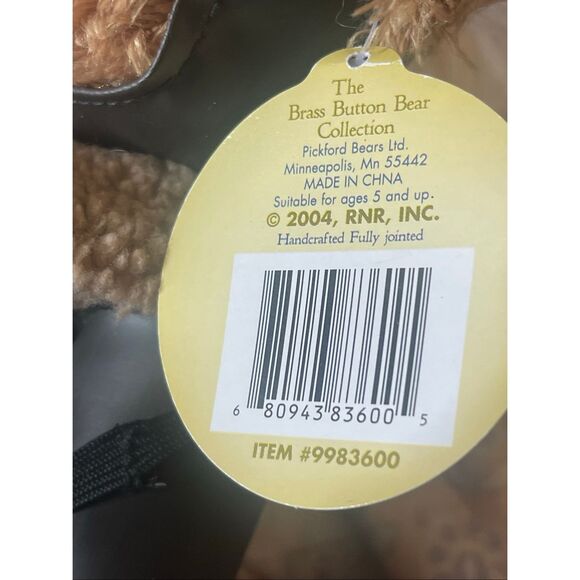 The
Brass Button Bear
Collection
Pickford Bears Ltd.
Minneapolis, Mn 55442
MADE IN CHNA
Suitable for ages 5 and up.
© 2004, RNR, INC.
Handcrafted Fully jointed
6 80943 83600 5
ITEM #9983600